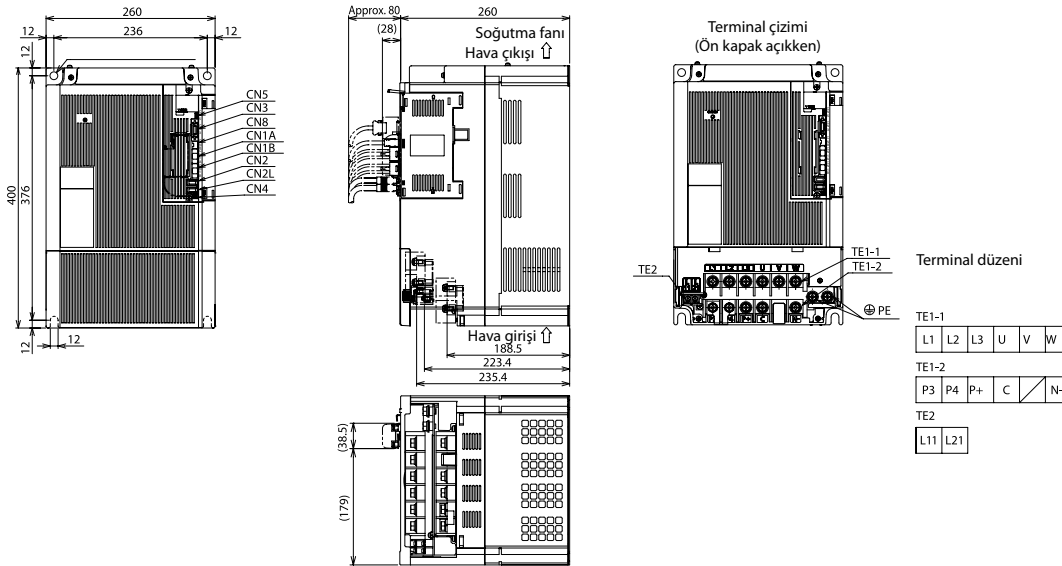 260
12
236
12
12
400
376
12
12
CN5
CN3
CN8
CN1A
CN1B
CN2
CN2L
CN4
Approx. 80
260
(28)
Soğutma fanı
Hava çıkışı
Hava girişi
188.5
223.4
235.4
(38.5)
(179)
Terminal çizimi
(Ön kapak açıkken)
TE2
TE1-1
TE1-2
PE
Terminal düzeni
TE1-1
L1 L2 L3 U V W
TE1-2
P3 P4 P+ C N-
TE2
L11 L21